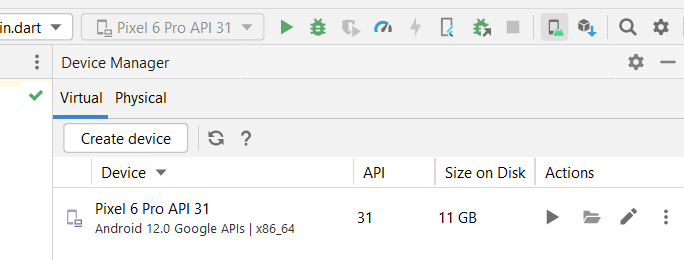 in.dart
Pixel 6 Pro API 31
Device Manager
Virtual Physical
Create device ?
Device API Size on Disk Actions
Pixel 6 Pro API 31 31 11 GB
Android 12.0 Google APIs | x86_64